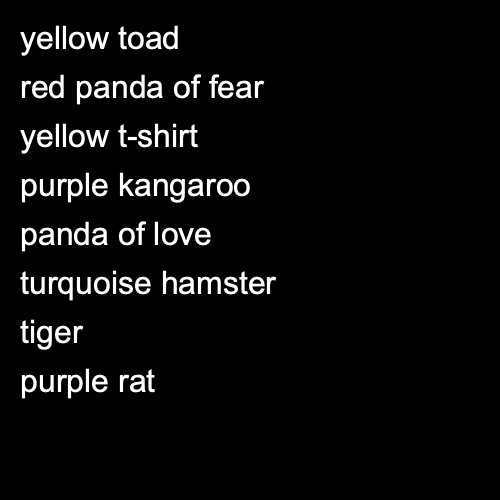 yellow toad
red panda of fear
yellow t-shirt
purple kangaroo
panda of love
turquoise hamster
tiger
purple rat